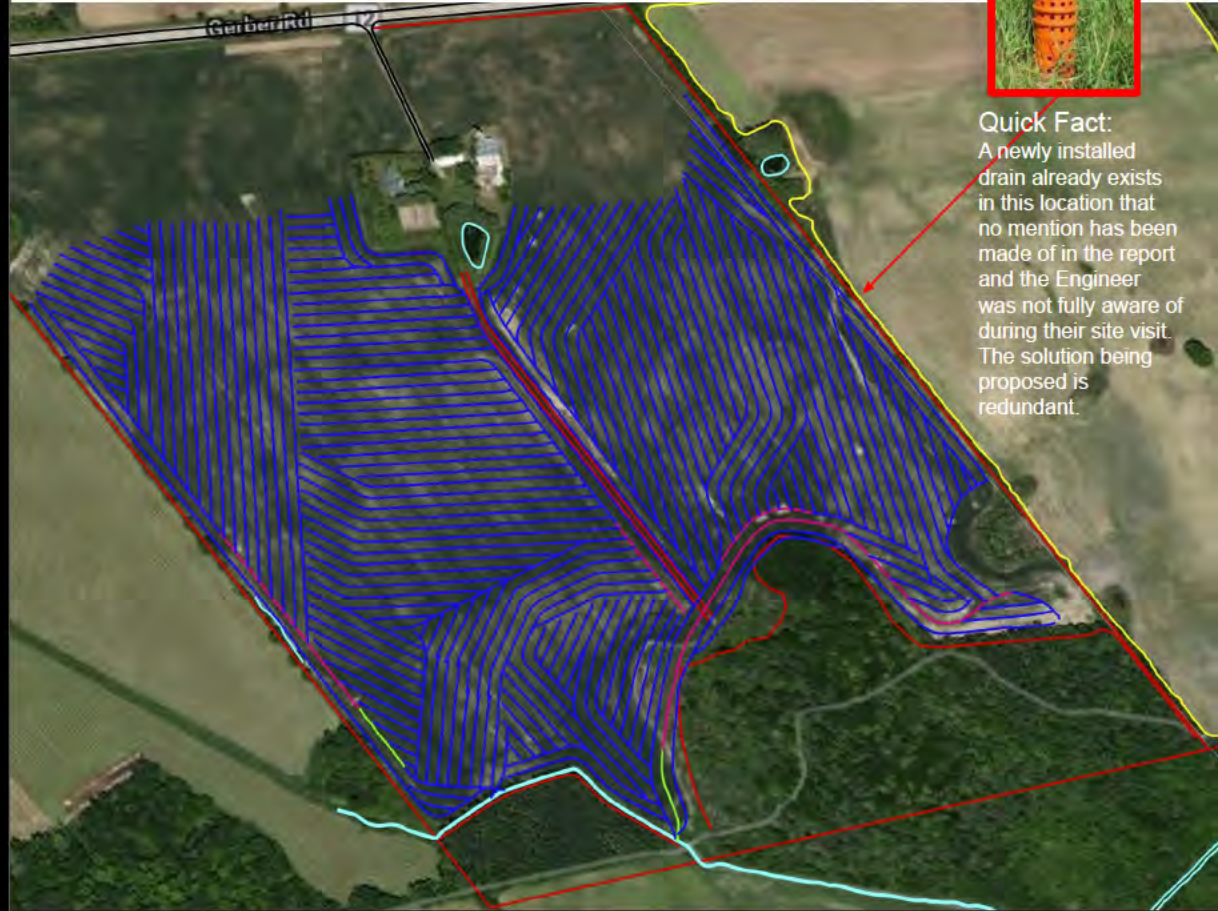 Gerber Rd
12
Quick Fact:
A newly installed
drain already exists
in this location that
no mention has been
made of in the report
and the Engineer
was not fully aware of
during their site visit.
The solution being
proposed is
redundant.